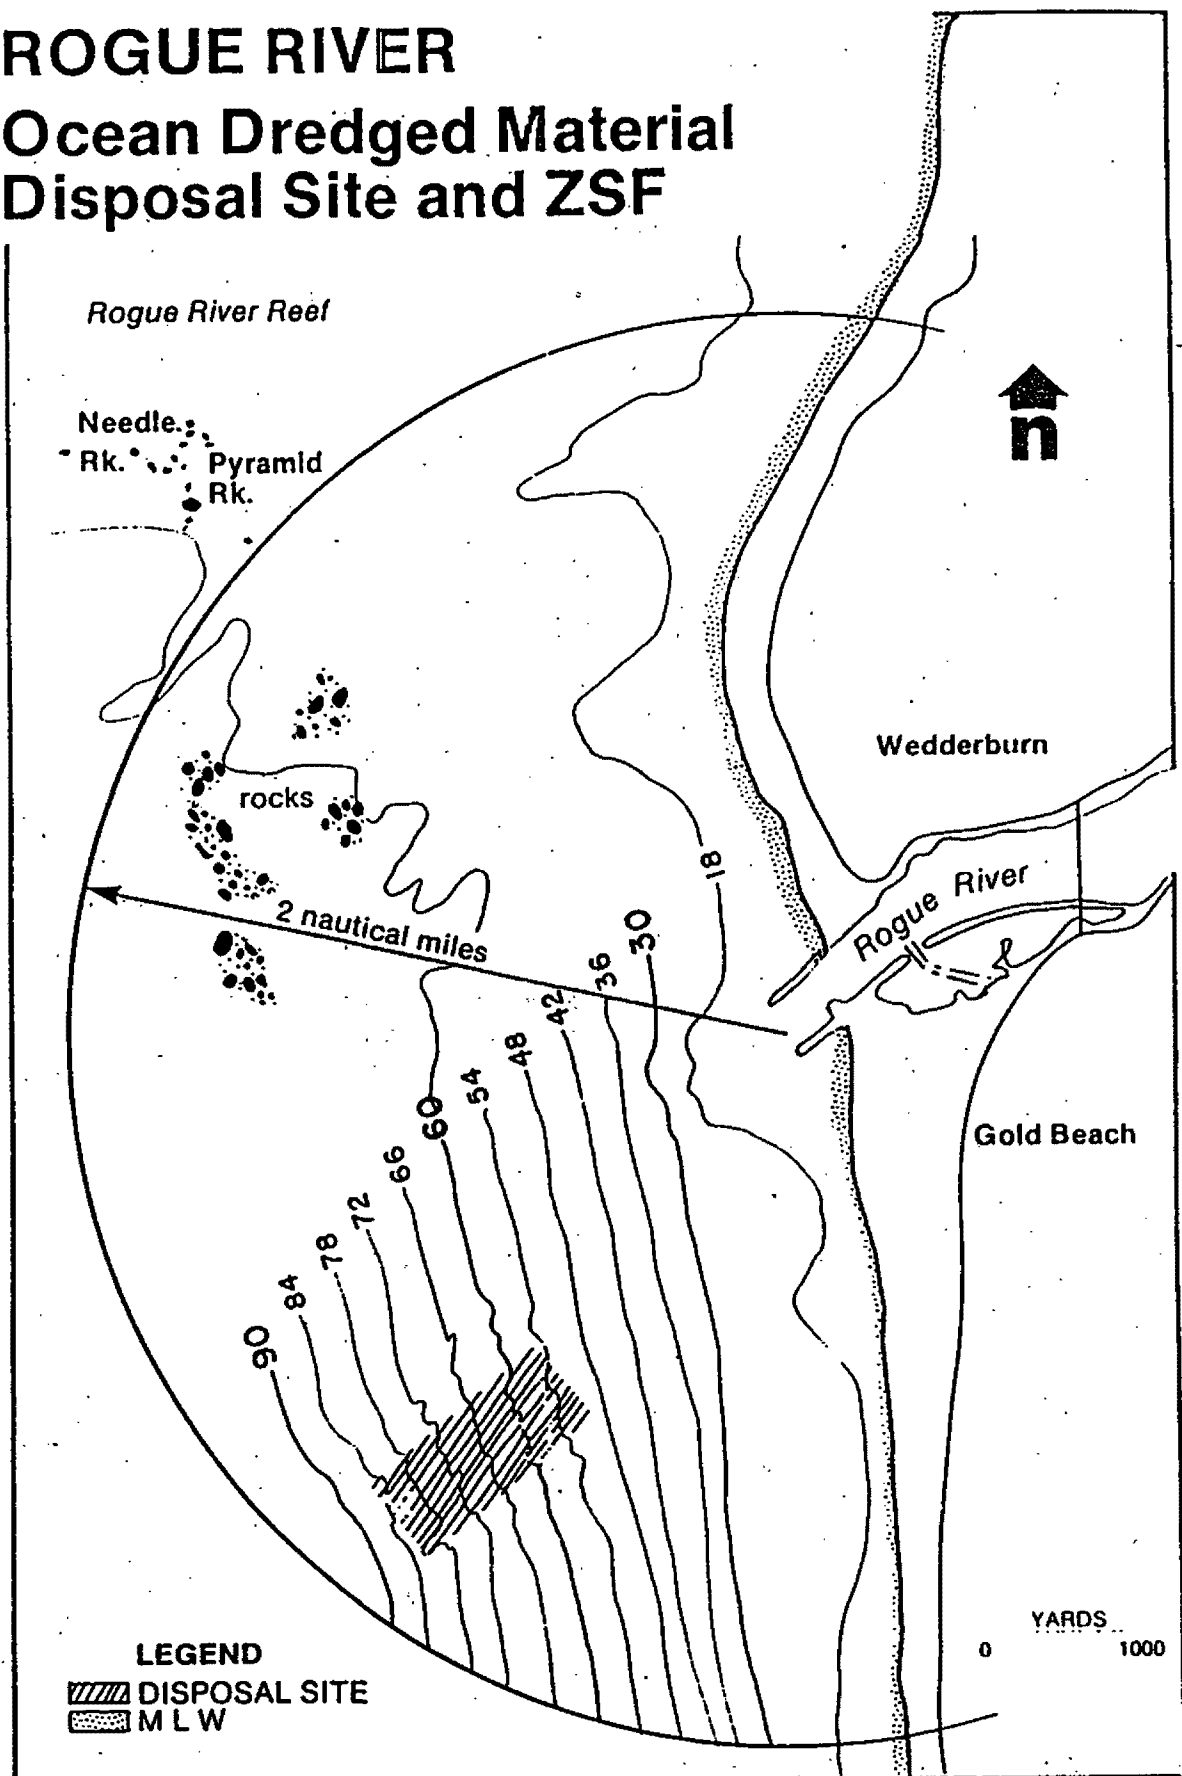 ROGUE RIVER
Ocean Dredged Material
Disposal Site and ZSF
Rogue River Reef
Needle
Rk.
Pyramid
Rk.
n
Wedderburn
rocks
18
Rogue River
2 nautical miles
30
36
42
48
54
60
66
72
78
84
90
Gold Beach
YARDS
0 1000
LEGEND
DISPOSAL SITE
M L W